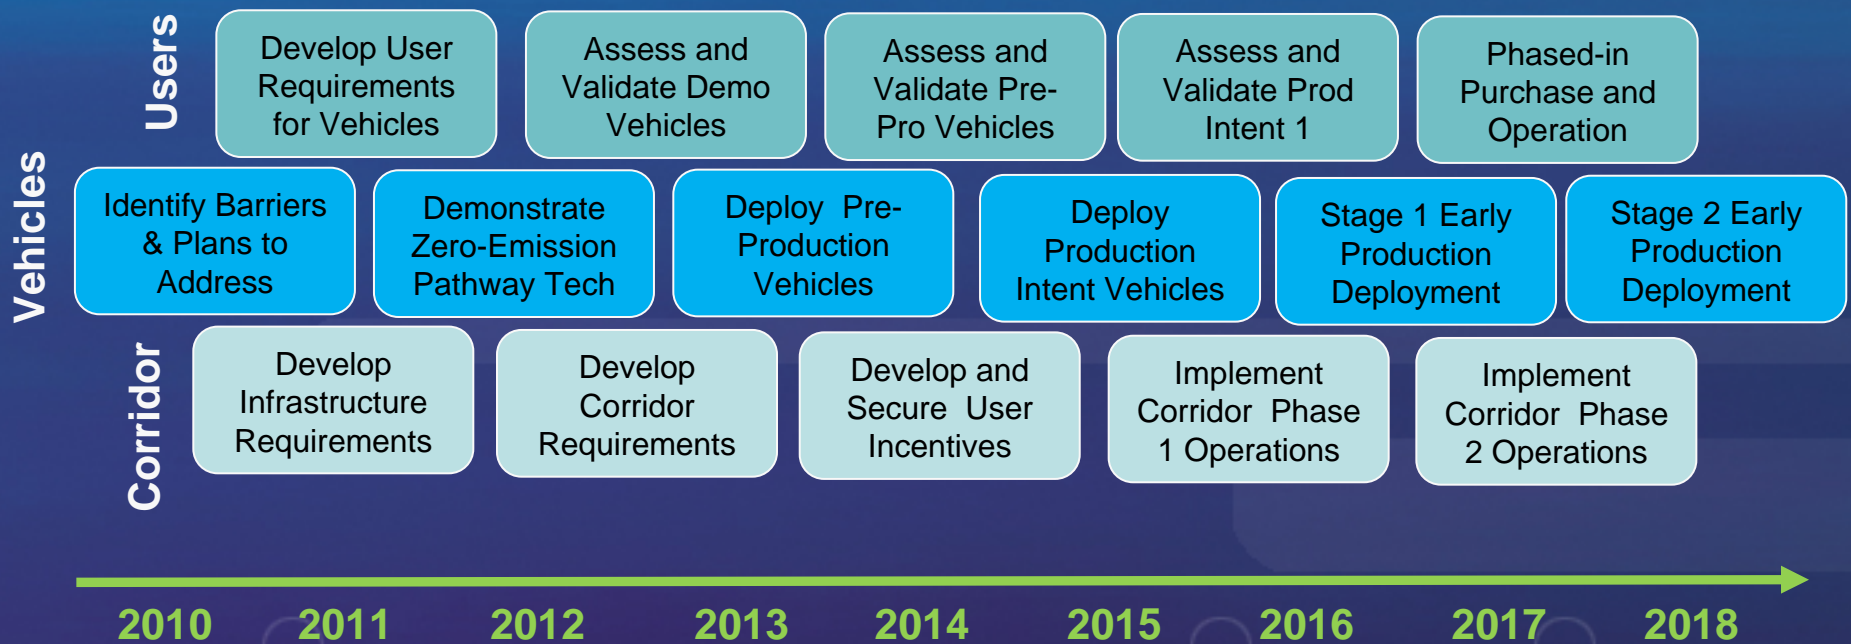 Users
Develop User
Requirements
for Vehicles
Assess and
Validate Demo
Vehicles
Assess and
Validate Pre-
Pro Vehicles
Assess and
Validate Prod
Intent 1
Phased-in
Purchase and
Operation
Vehicles
Identify Barriers
& Plans to
Address
Demonstrate
Zero-Emission
Pathway Tech
Deploy Pre-
Production
Vehicles
Deploy
Production
Intent Vehicles
Stage 1 Early
Production
Deployment
Stage 2 Early
Production
Deployment
Corridor
Develop
Infrastructure
Requirements
Develop
Corridor
Requirements
Develop and
Secure User
Incentives
Implement
Corridor Phase
1 Operations
Implement
Corridor Phase
2 Operations
2010 2011 2012 2013 2014 2015 2016 2017 2018